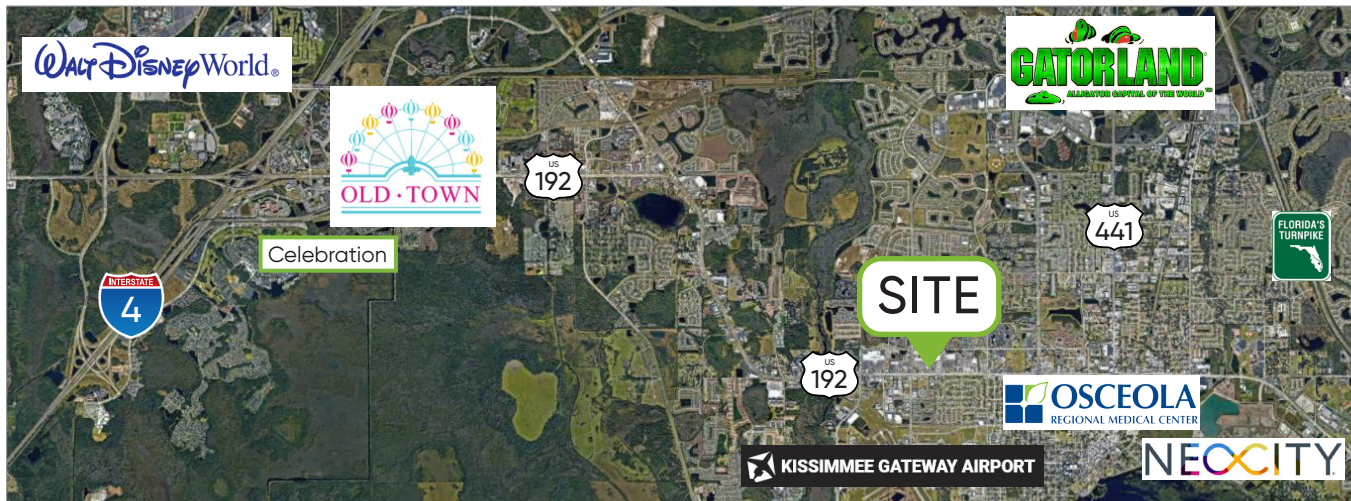 WALT DISNEY World®
GATORLAND®
ALLIGATOR CAPITAL OF THE WORLD™
OLD · TOWN
US
192
US
441
FLORIDA'S
TURNPIKE
Celebration
INTERSTATE
4
SITE
US
192
OSCEOLA
REGIONAL MEDICAL CENTER
KISSIMMEE GATEWAY AIRPORT
NEOCITY